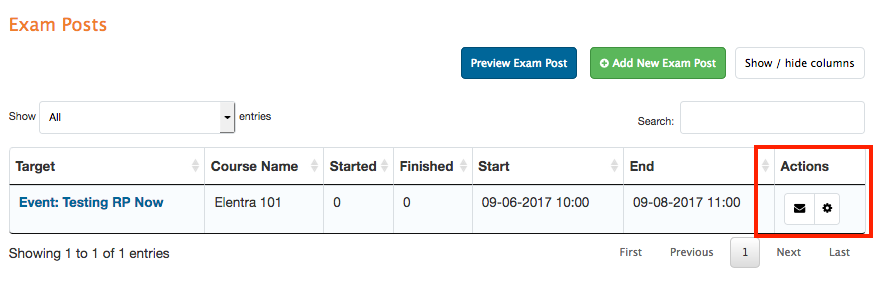 Exam Posts
Preview Exam Post Add New Exam Post Show / hide columns
Show All entries Search:
Target Course Name Started Finished Start End Actions
Event: Testing RP Now Elentra 101 0 0 09-06-2017 10:00 09-08-2017 11:00
Showing 1 to 1 of 1 entries First Previous 1 Next Last